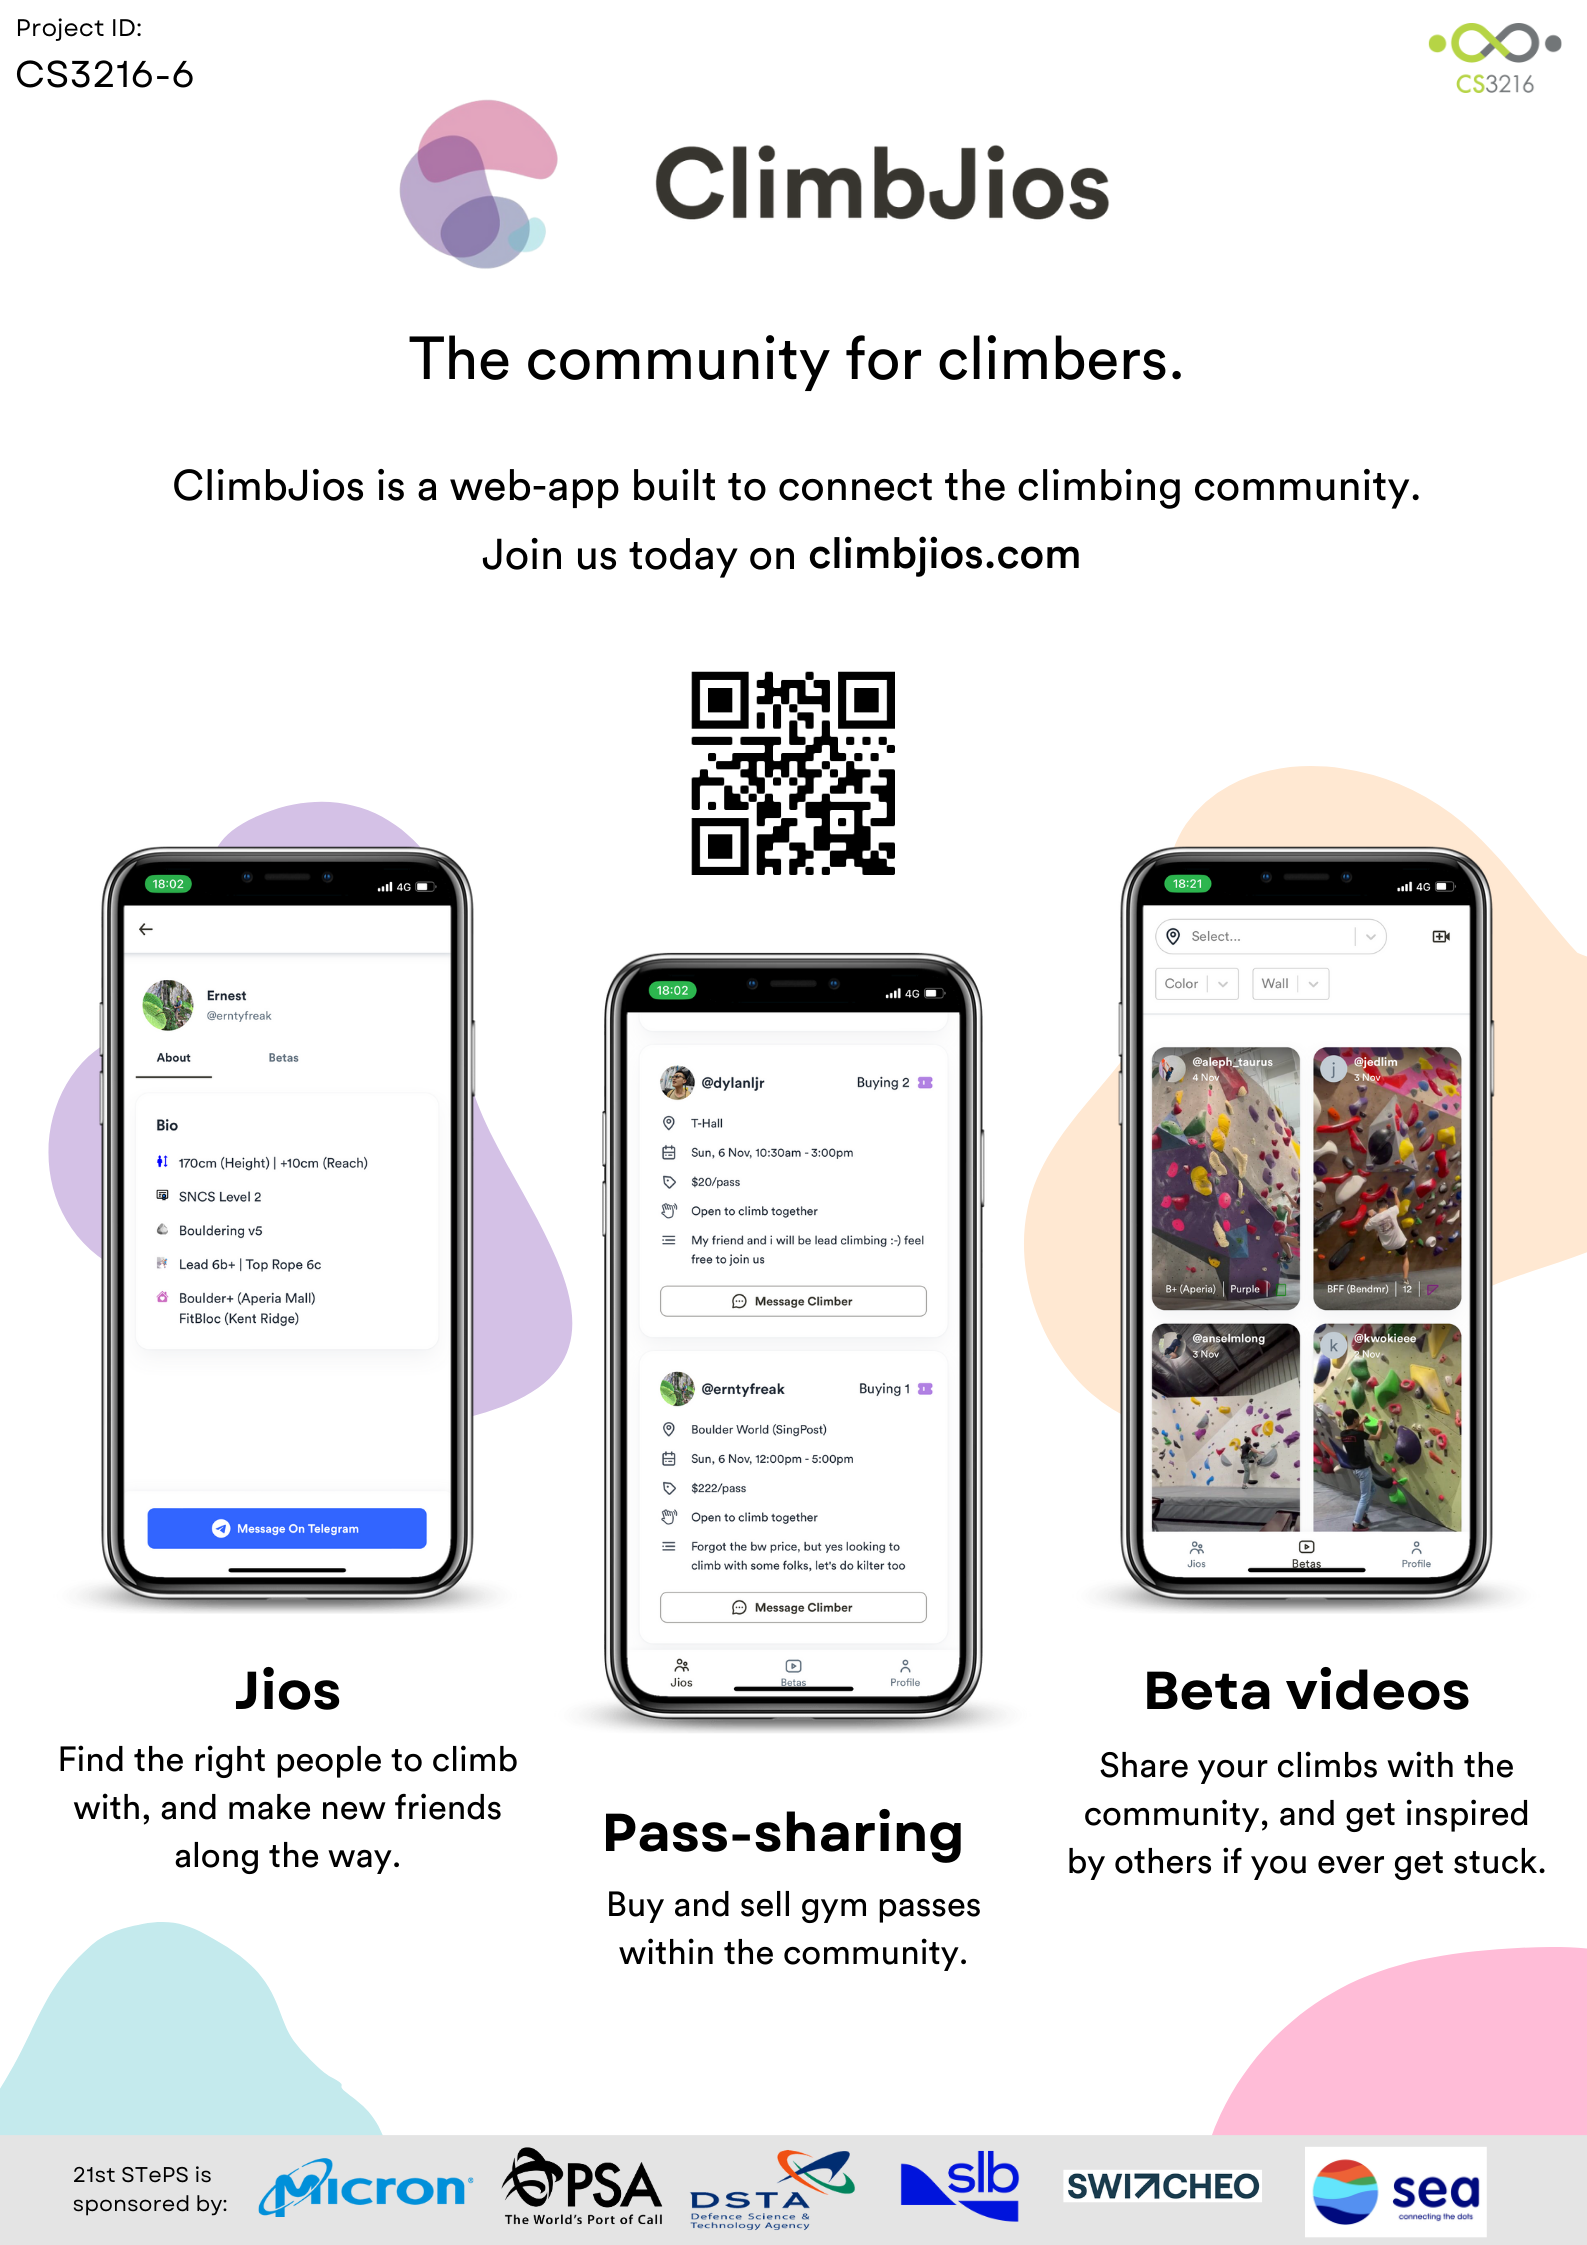 Project ID:
CS3216-6
CS3216
ClimbJios
The community for climbers.
ClimbJios is a web-app built to connect the climbing community.
Join us today on climbjios.com
18:02
4G
Ernest
@erntyfreak
About
Betas
Bio
170cm (Height) | +10cm (Reach)
SNCS Level 2
Bouldering v5
Lead 6b+ | Top Rope 6c
Boulder+ (Aperia Mall)
FitBloc (Kent Ridge)
Message On Telegram
Jios
Find the right people to climb
with, and make new friends
along the way.
18:02
4G
@dylanljr
Buying 2
T-Hall
Sun, 6 Nov, 10:30am - 3:00pm
$20/pass
Open to climb together
My friend and i will be lead climbing :-) feel
free to join us
Message Climber
@erntyfreak
Buying 1
Boulder World (SingPost)
Sun, 6 Nov, 12:00pm - 5:00pm
$222/pass
Open to climb together
Forgot the bw price, but yes looking to
climb with some folks, let's do kilter too
Message Climber
Jios
Betas
Profile
Pass-sharing
Buy and sell gym passes
within the community.
18:21
4G
Select...
Color
Wall
@aleph_taurus
4 Nov
B+ (Aperia) | Purple
j
@jedlim
3 Nov
BFF (Bendmr) | 12
@anselmlong
3 Nov
k
@kwokieee
2 Nov
Jios
Betas
Profile
Beta videos
Share your climbs with the
community, and get inspired
by others if you ever get stuck.
21st STePS is
sponsored by:
Micron
PSA
The World's Port of Call
DSTA
Defence Science &
Technology Agency
slb
SWITCHEO
sea
connecting the dots